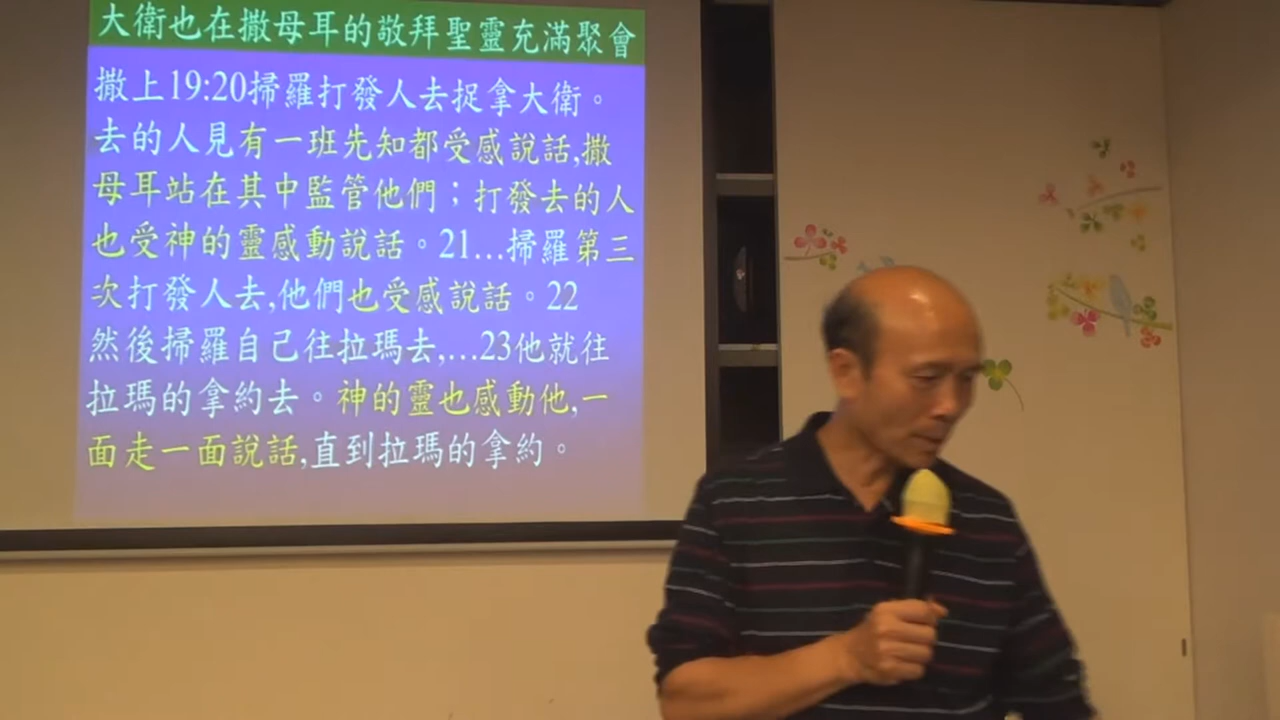 大衛也在撒母耳的敬拜聖靈充滿聚會
撒上19:20掃羅打發人去捉拿大衛。
去的人見有一班先知都受感說話,撒
母耳站在其中監管他們；打發去的人
也受神的靈感動說話。21…掃羅第三
次打發人去,他們也受感說話。22
然後掃羅自己往拉瑪去,…23他就往
拉瑪的拿約去。神的靈也感動他,一
面走一面說話,直到拉瑪的拿約。